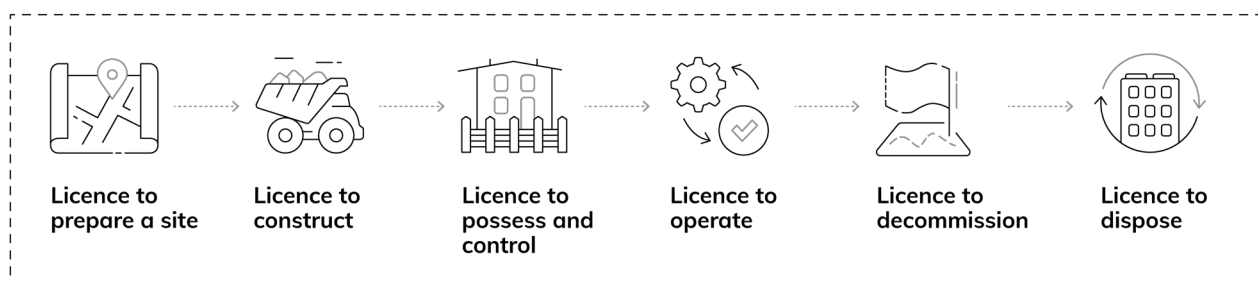 Licence to
prepare a site
Licence to
construct
Licence to
possess and
control
Licence to
operate
Licence to
decommission
Licence to
dispose